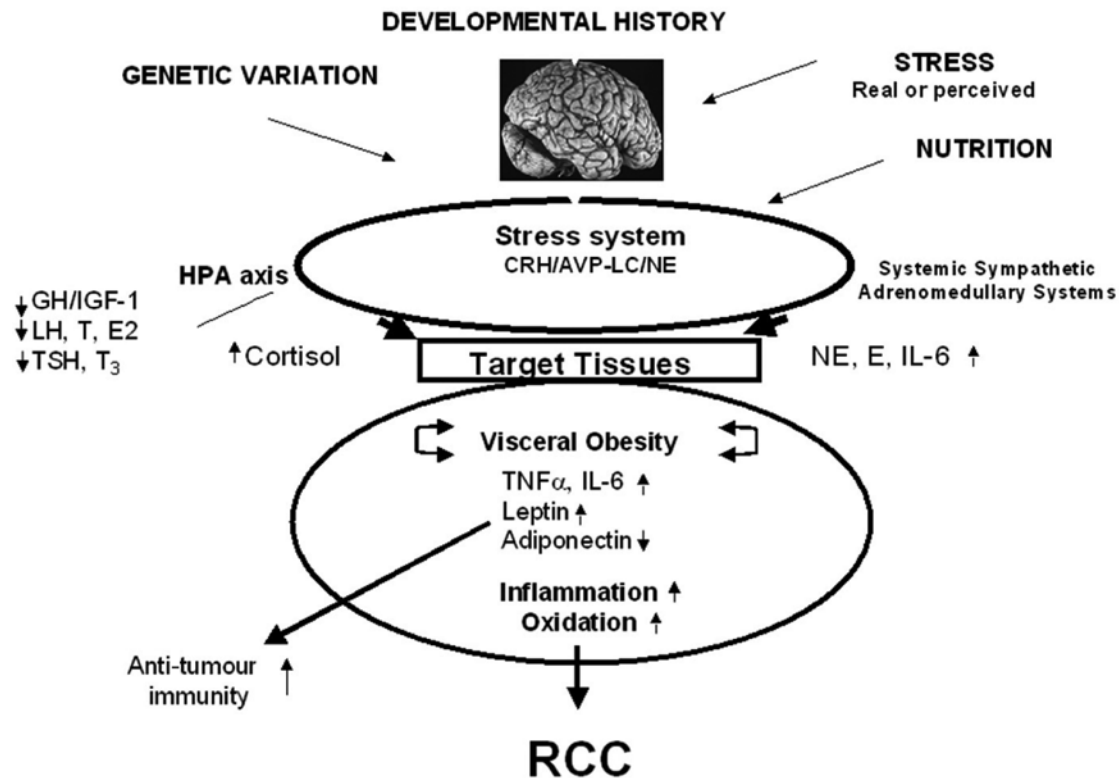 DEVELOPMENTAL HISTORY
GENETIC VARIATION
STRESS
Real or perceived
NUTRITION
Stress system
CRH/AVP-LC/NE
HPA axis
Systemic Sympathetic
Adrenomedullary Systems
↓GH/IGF-1
↓LH, T, E2
↓TSH, T₃
↑Cortisol
Target Tissues
NE, E, IL-6 ↑
Visceral Obesity
TNFα, IL-6 ↑
Leptin ↑
Adiponectin ↓
Inflammation ↑
Oxidation ↑
Anti-tumour
immunity ↑
RCC